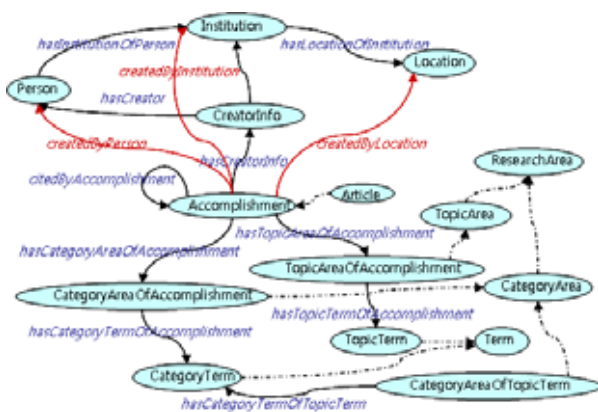 Institution
hasInstitutionOfPerson
hasLocationOfInstitution
createdByInstitution
Location
Person
hasCreator
CreatorInfo
createdByPerson
CreatedByLocation
hasCreatorInfo
ResearchArea
citedByAccomplishment
Article
Accomplishment
TopicArea
hasTopicAreaOfAccomplishment
hasCategoryAreaOfAccomplishment
TopicAreaOfAccomplishment
CategoryAreaOfAccomplishment
CategoryArea
hasTopicTermOfAccomplishment
hasCategoryTermOfAccomplishment
TopicTerm
Term
CategoryTerm
CategoryAreaOfTopicTerm
hasCategoryTermOfTopicTerm